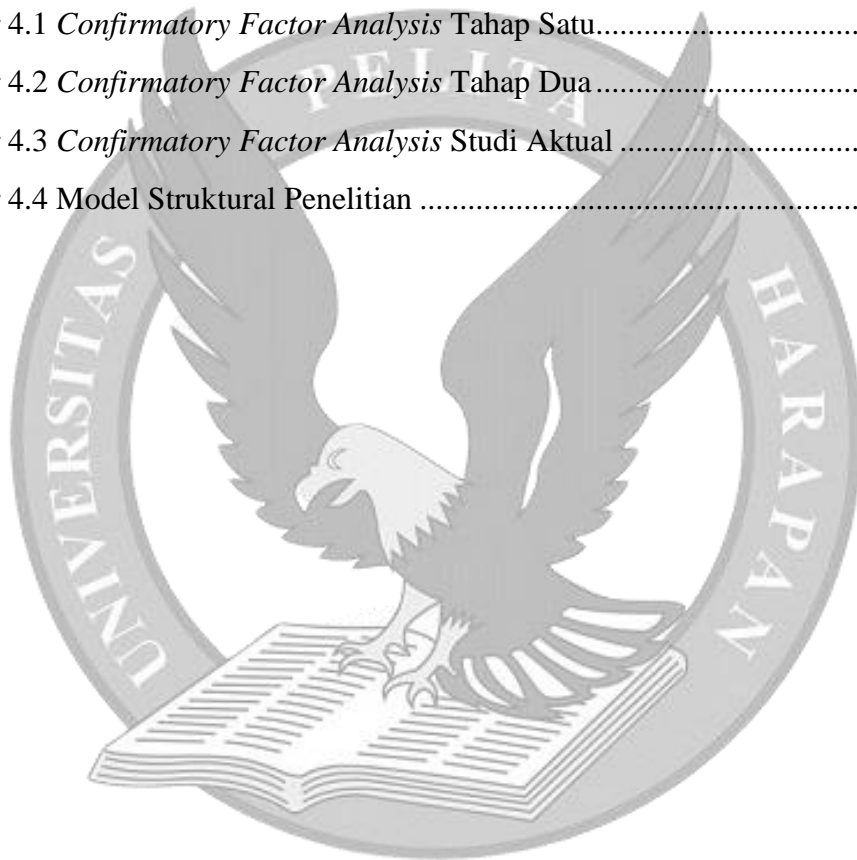 4.1 Confirmatory Factor Analysis Tahap Satu.................................
4.2 Confirmatory Factor Analysis Tahap Dua.................................
4.3 Confirmatory Factor Analysis Studi Aktual ..............................
4.4 Model Struktural Penelitian .......................................................
UNIVERSITAS PELITA HARAPAN